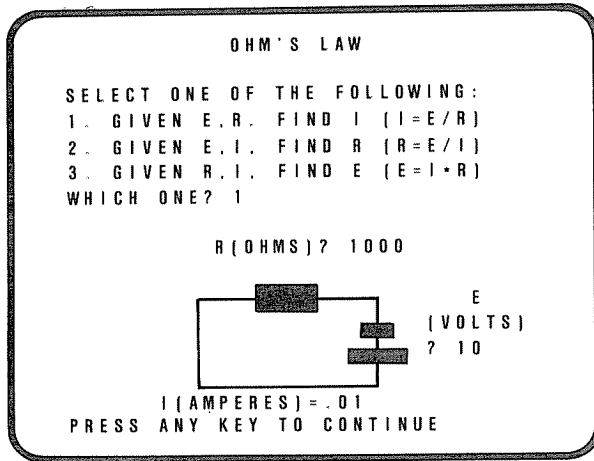 OHM'S LAW
SELECT ONE OF THE FOLLOWING:
1. GIVEN E,R. FIND I (I=E/R)
2. GIVEN E,I, FIND R (R=E/I)
3. GIVEN R,I, FIND E (E=I*R)
WHICH ONE? 1
R(OHMS)? 1000
E
(VOLTS)
? 10
I(AMPERES)=.01
PRESS ANY KEY TO CONTINUE